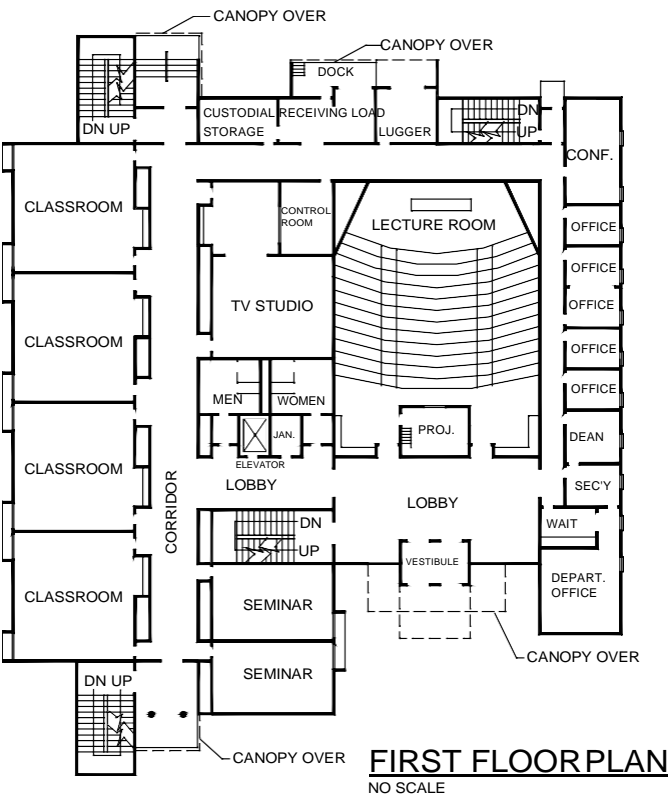 CANOPY OVER
CANOPY OVER
DOCK
CUSTODIAL
STORAGE
RECEIVING
LOAD
LUGGER
DN
UP
DN UP
CONF.
CLASSROOM
CONTROL
ROOM
LECTURE ROOM
OFFICE
OFFICE
TV STUDIO
OFFICE
CLASSROOM
OFFICE
OFFICE
MEN
WOMEN
CLASSROOM
JAN.
PROJ.
DEAN
ELEVATOR
LOBBY
SEC'Y
CORRIDOR
LOBBY
DN
UP
WAIT
VESTIBULE
CLASSROOM
SEMINAR
DEPART.
OFFICE
CANOPY OVER
SEMINAR
DN UP
CANOPY OVER
FIRST FLOOR PLAN
NO SCALE